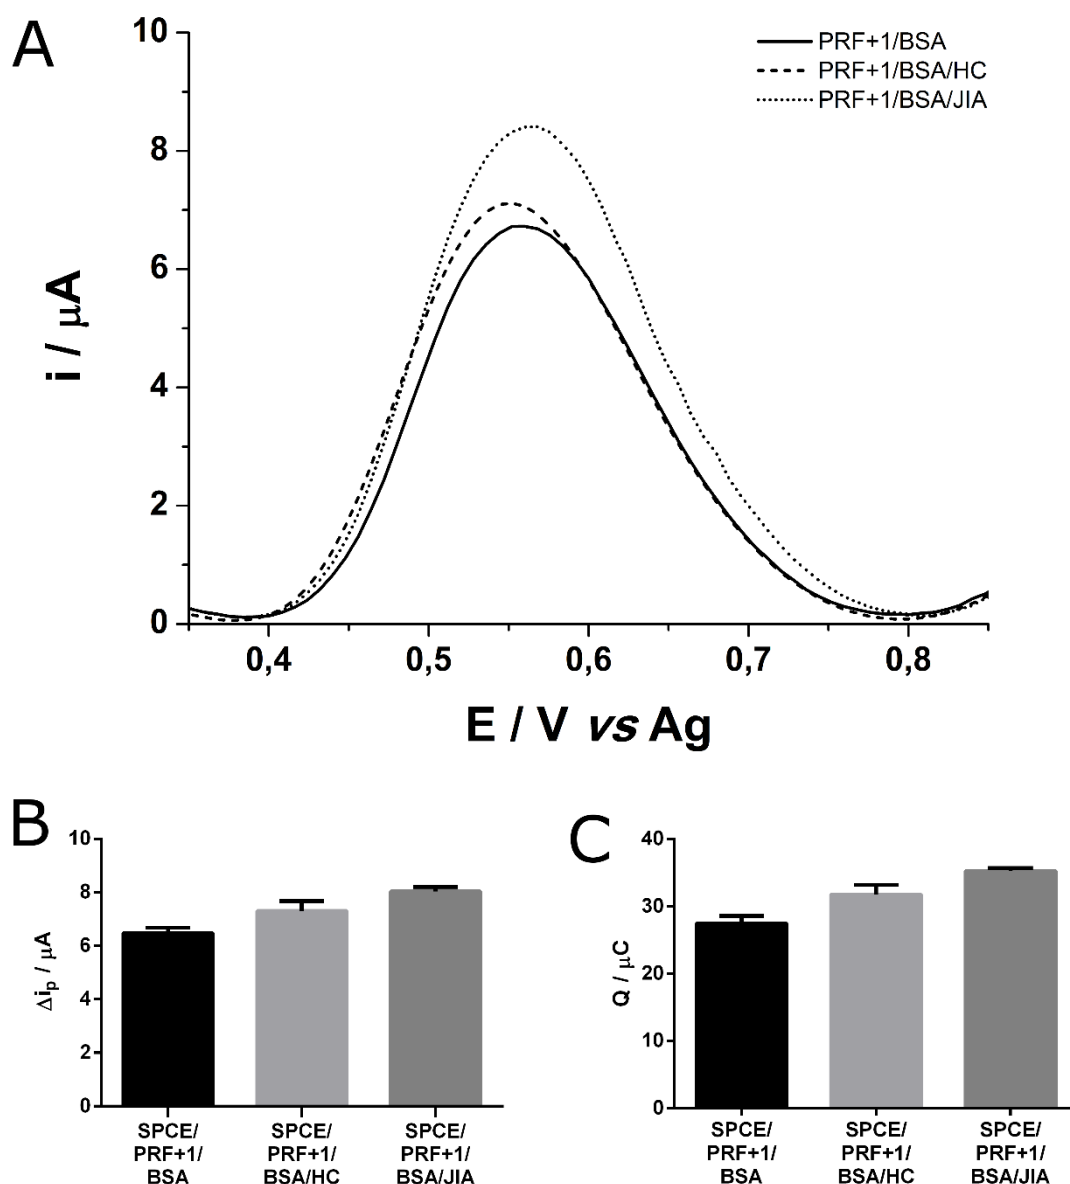 A
10
8
6
4
2
0
i / μA
PRF+1/BSA
PRF+1/BSA/HC
PRF+1/BSA/JIA
0,4 0,5 0,6 0,7 0,8
E / V vs Ag
B
10
8
6
4
2
0
Δip / μA
SPCE/ SPCE/ SPCE/
PRF+1/ PRF+1/ PRF+1/
BSA BSA/HC BSA/JIA
C
40
30
20
10
0
Q / μC
SPCE/ SPCE/ SPCE/
PRF+1/ PRF+1/ PRF+1/
BSA BSA/HC BSA/JIA